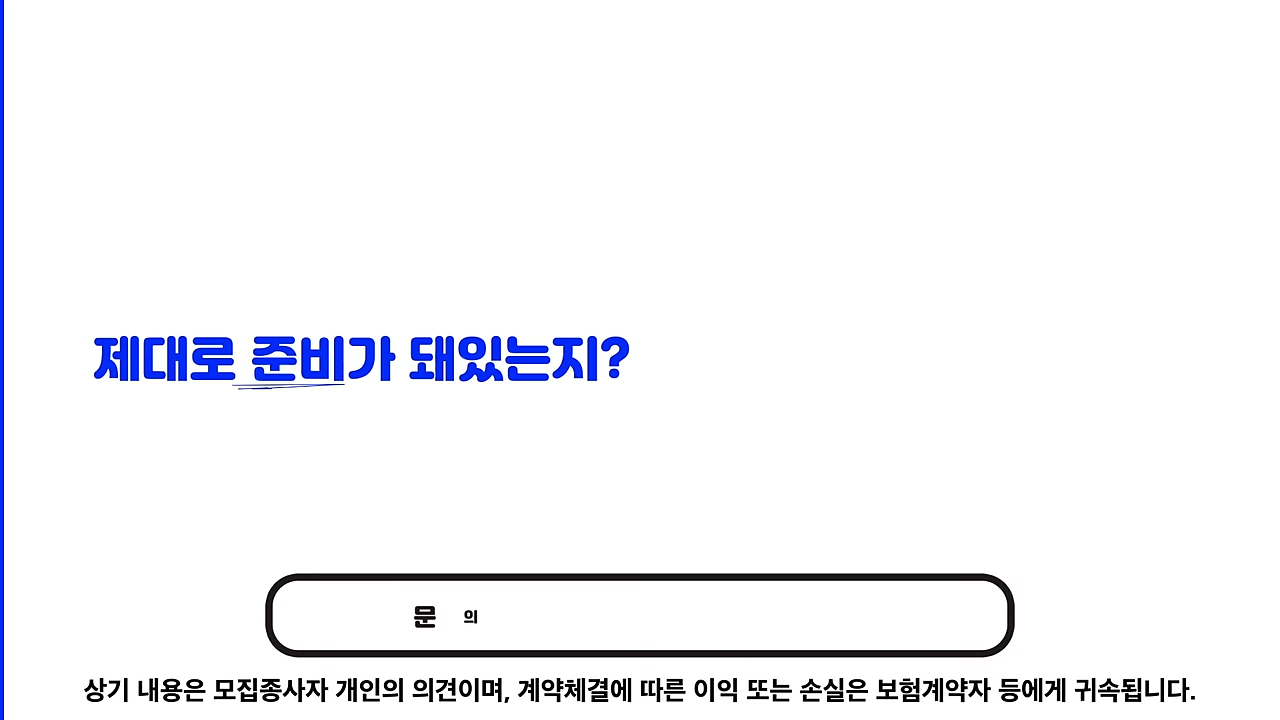 제대로 준비가 돼있는지?
문 의
상기 내용은 모집종사자 개인의 의견이며, 계약체결에 따른 이익 또는 손실은 보험계약자 등에게 귀속됩니다.